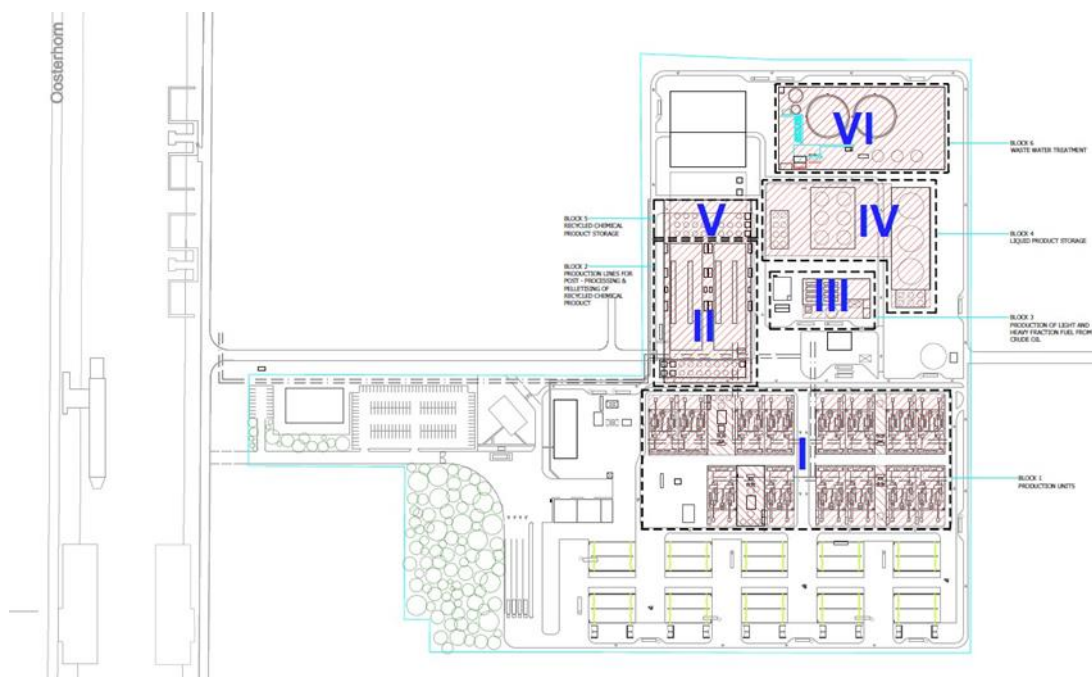 Oosterhorn
VI
BLOCK 6
WASTE WATER TREATMENT
BLOCK 5
RECYCLED CHEMICAL
PRODUCT STORAGE
V
IV
BLOCK 4
LIQUID PRODUCT STORAGE
BLOCK 2
PRODUCTION LINES FOR
POST - PROCESSING &
PELLETISING OF
RECYCLED CHEMICAL
PRODUCT
II
III
BLOCK 3
PRODUCTION OF LIGHT AND
HEAVY FRACTION FUEL FROM
CRUDE OIL
I
BLOCK 1
PRODUCTION UNITS